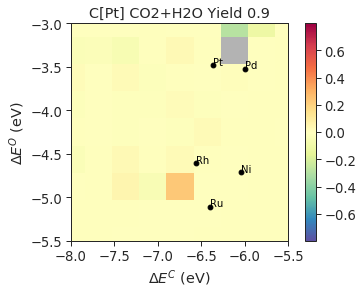 C[Pt] CO2+H2O Yield 0.9
−3.0
−3.5
−4.0
−4.5
−5.0
−5.5
ΔE^O (eV)
Pt
Pd
Rh
Ni
Ru
−8.0 −7.5 −7.0 −6.5 −6.0 −5.5
ΔE^C (eV)
0.8
0.6
0.4
0.2
0.0
−0.2
−0.4
−0.6